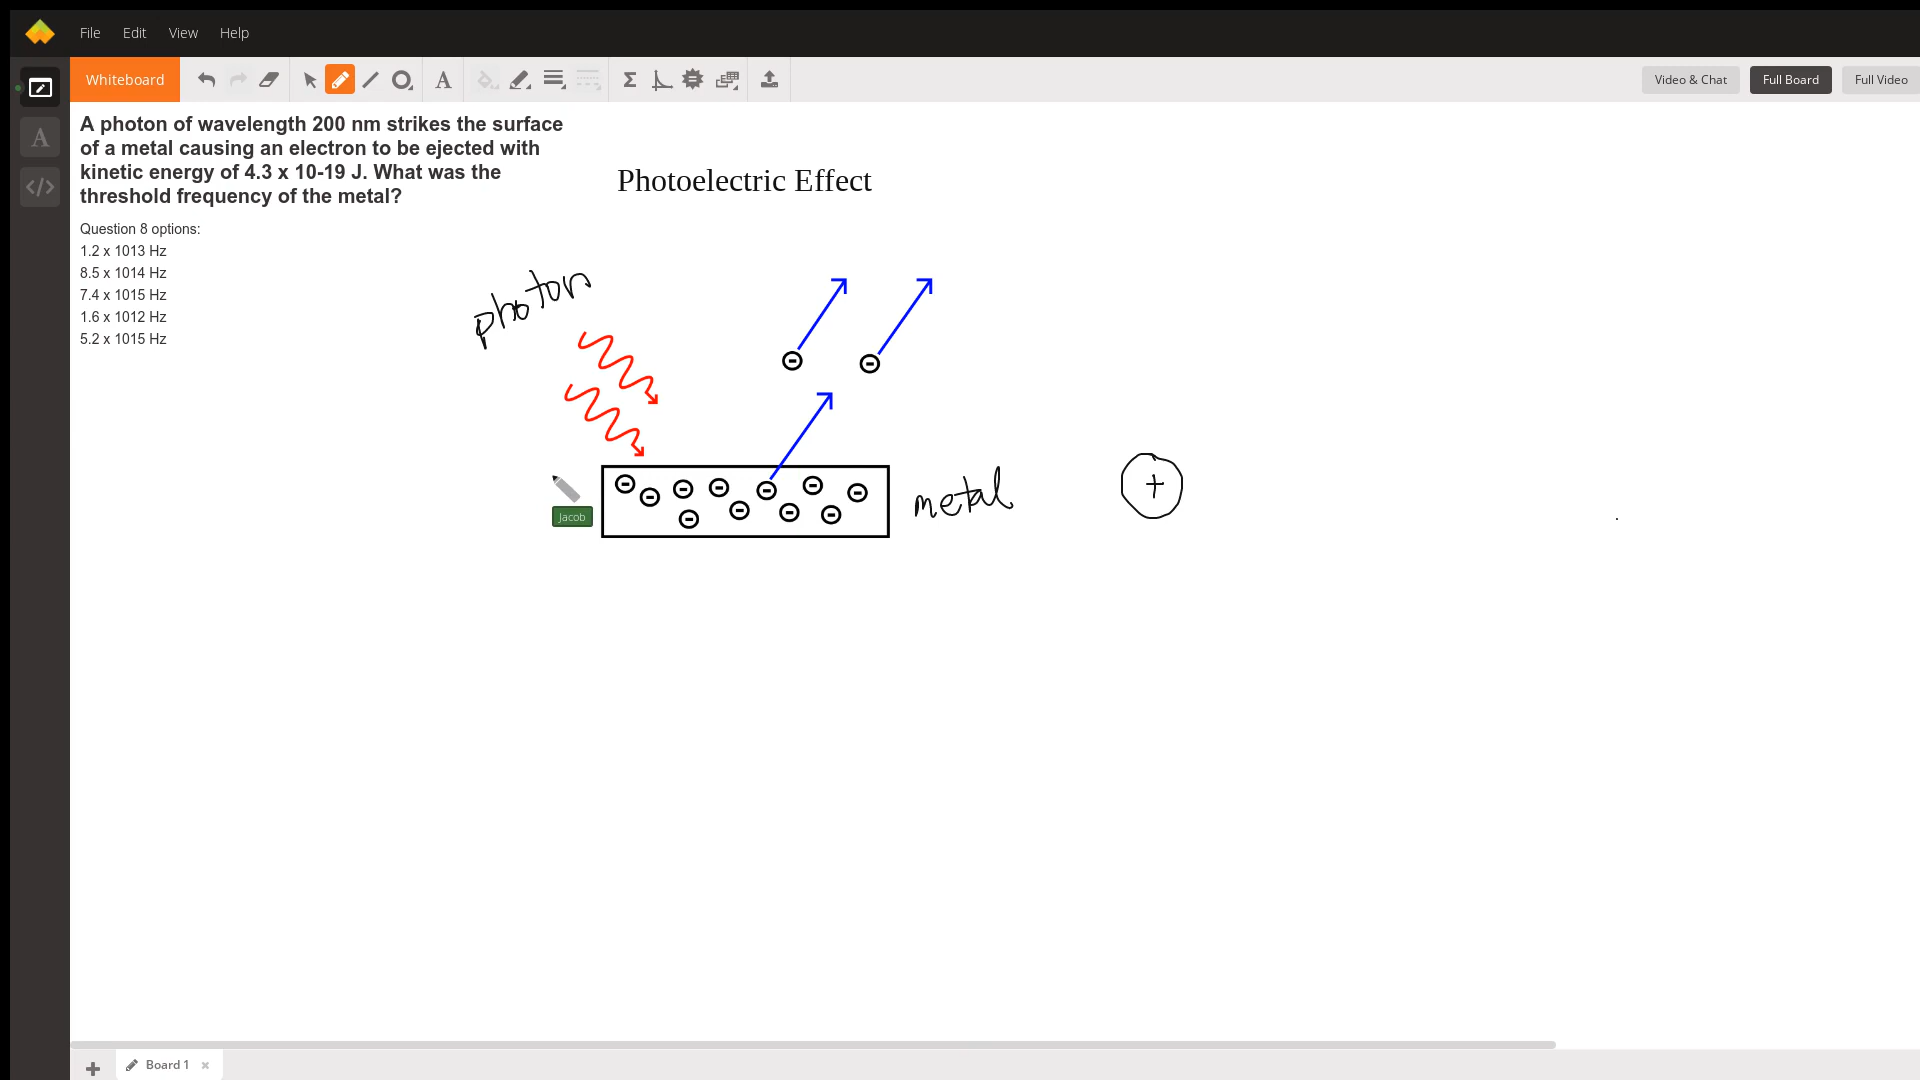 File Edit View Help
Whiteboard
A
Σ
Video & Chat Full Board Full Video
A
</>
A photon of wavelength 200 nm strikes the surface
of a metal causing an electron to be ejected with
kinetic energy of 4.3 x 10-19 J. What was the
threshold frequency of the metal?
Photoelectric Effect
Question 8 options:
1.2 x 1013 Hz
8.5 x 1014 Hz
7.4 x 1015 Hz
1.6 x 1012 Hz
5.2 x 1015 Hz
photon
metal
+
Jacob
Board 1